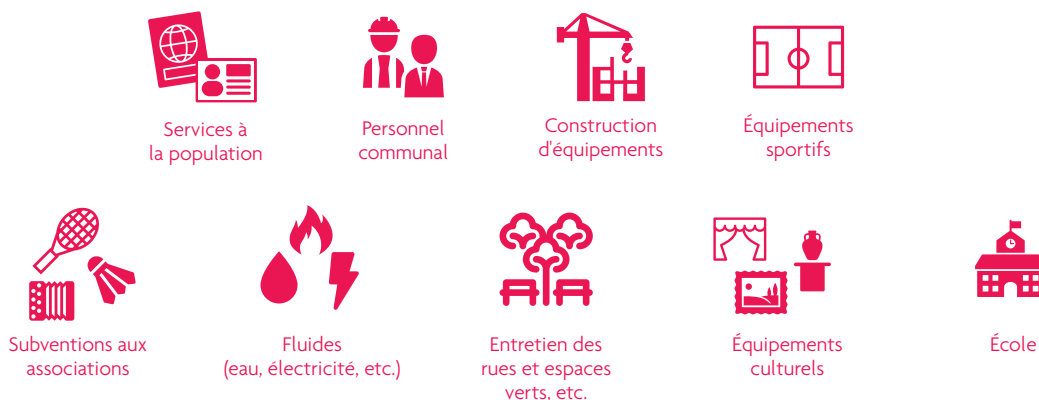 Services à
la population
Personnel
communal
Construction
d'équipements
Équipements
sportifs
Subventions aux
associations
Fluides
(eau, électricité, etc.)
Entretien des
rues et espaces
verts, etc.
Équipements
culturels
École